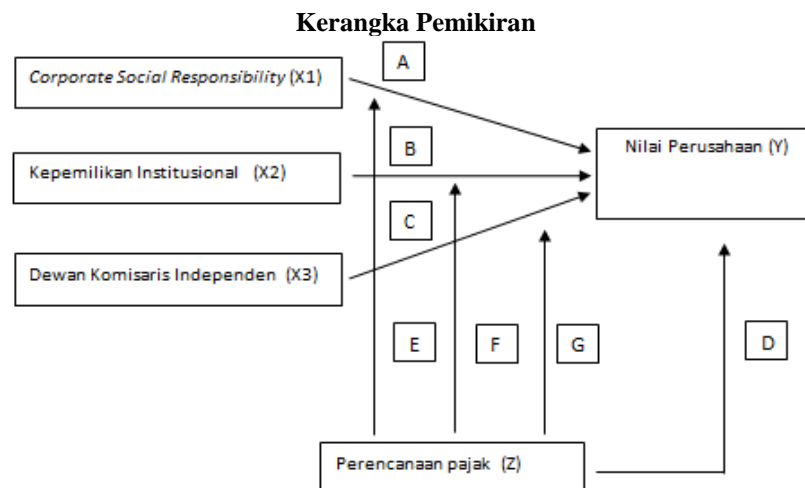 Kerangka Pemikiran
A
Corporate Social Responsibility (X1)
B
Nilai Perusahaan (Y)
Kepemilikan Institusional (X2)
C
Dewan Komisaris Independen (X3)
E
F
G
D
Perencanaan pajak (Z)